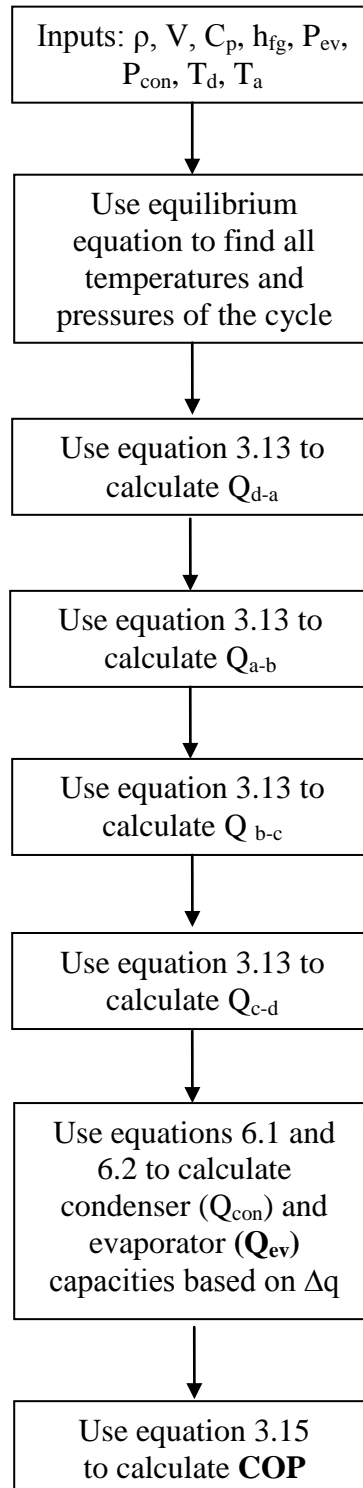 Inputs: ρ, V, Cp, hfg, Pev,
Pcon, Td, Ta
Use equilibrium
equation to find all
temperatures and
pressures of the cycle
Use equation 3.13 to
calculate Qd-a
Use equation 3.13 to
calculate Qa-b
Use equation 3.13 to
calculate Q b-c
Use equation 3.13 to
calculate Qc-d
Use equations 6.1 and
6.2 to calculate
condenser (Qcon) and
evaporator (Qev)
capacities based on Δq
Use equation 3.15
to calculate COP